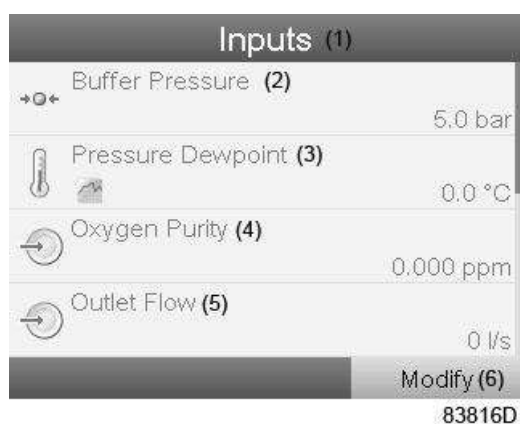 Inputs (1)
Buffer Pressure (2)
5.0 bar
Pressure Dewpoint (3)
0.0 °C
Oxygen Purity (4)
0.000 ppm
Outlet Flow (5)
0 l/s
Modify (6)
83816D